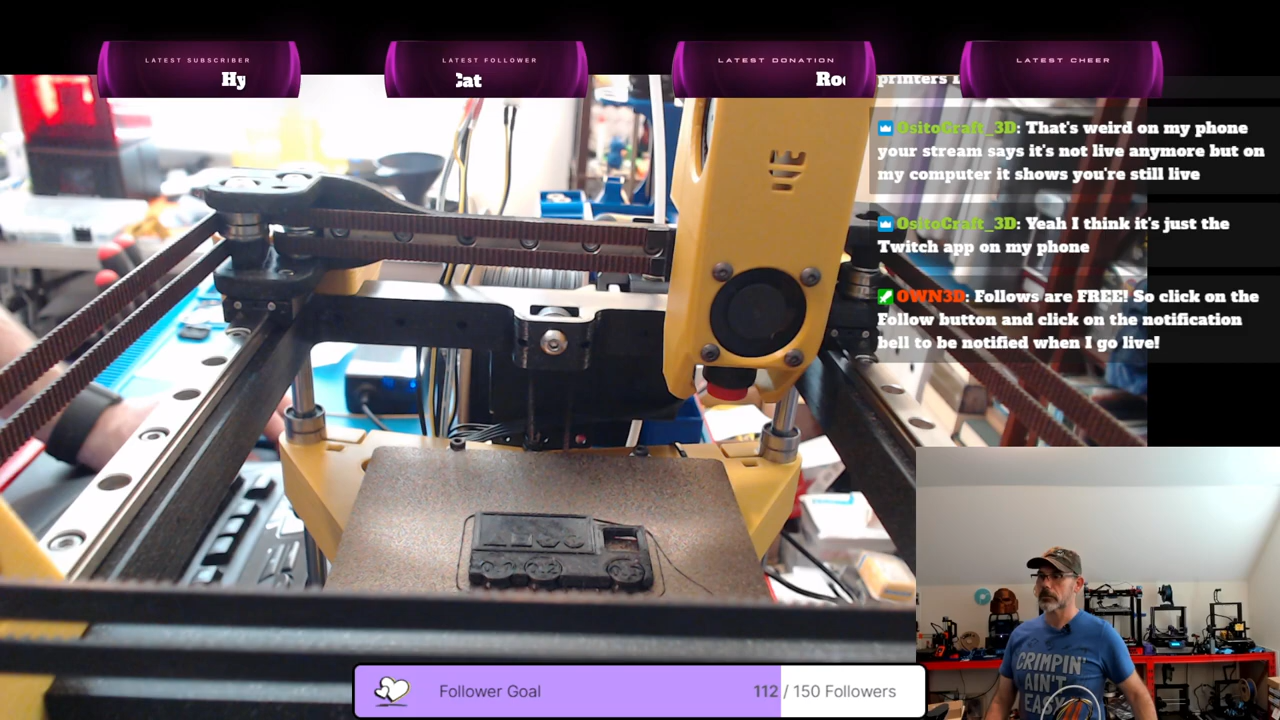 LATEST SUBSCRIBER
Hy
LATEST FOLLOWER
Cat
LATEST DONATION
Ro
LATEST CHEER
printers
OsitoCraft_3D: That's weird on my phone
your stream says it's not live anymore but on
my computer it shows you're still live
OsitoCraft_3D: Yeah I think it's just the
Twitch app on my phone
OWN3D: Follows are FREE! So click on the
Follow button and click on the notification
bell to be notified when I go live!
CRIMPIN'
AIN'T
EASY
Follower Goal
112 / 150 Followers